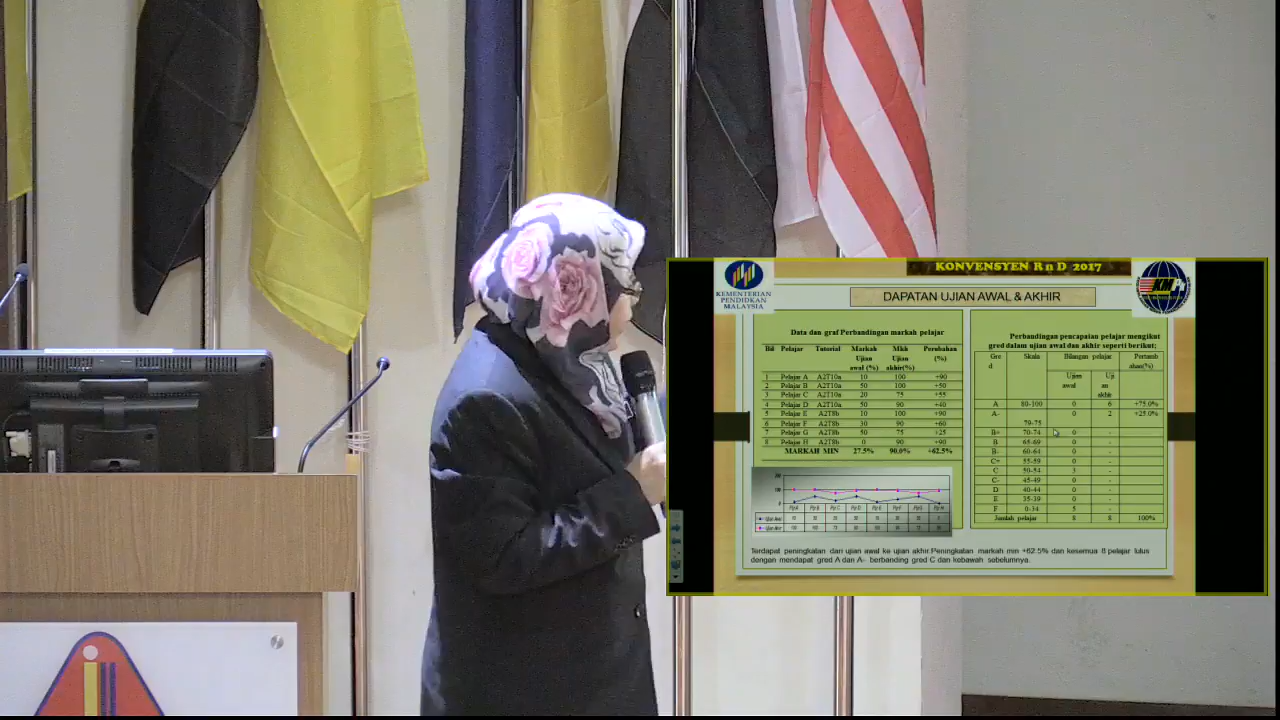 KONVENSYEN R n D 2017
KEMENTERIAN
PENDIDIKAN
MALAYSIA
DAPATAN UJIAN AWAL & AKHIR
Data dan graf Perbandingan markah pelajar
Bil Pelajar Tutorial Markah Ujian awal (%) Mkh Ujian akhir(%) Perubahan (%)
1 Pelajar A A2T10a 10 100 +90
2 Pelajar B A2T10a 50 100 +50
3 Pelajar C A2T10a 20 75 +55
4 Pelajar D A2T10a 50 90 +40
5 Pelajar E A2T8b 10 100 +90
6 Pelajar F A2T8b 30 90 +60
7 Pelajar G A2T8b 50 75 +25
8 Pelajar H A2T8b 0 90 +90
MARKAH MIN 27.5% 90.0% +62.5%
Perbandingan pencapaian pelajar mengikut
gred dalam ujian awal dan akhir seperti berikut;
Gre d Skala Bilangan pelajar Pertamb ahan(%)
Ujian awal Uji an akhir
A 80-100 0 6 +75.0%
A- 79-75 0 2 +25.0%
B+ 70-74 0 -
B 65-69 0 -
B- 60-64 0 -
C+ 55-59 0 -
C 50-54 3 -
C- 45-49 0 -
D 40-44 0 -
E 35-39 0 -
F 0-34 5 -
Jumlah pelajar 8 8 100%
Terdapat peningkatan dari ujian awal ke ujian akhir.Peningkatan markah min +62.5% dan kesemua 8 pelajar lulus
dengan mendapat gred A dan A- berbanding gred C dan kebawah sebelumnya.